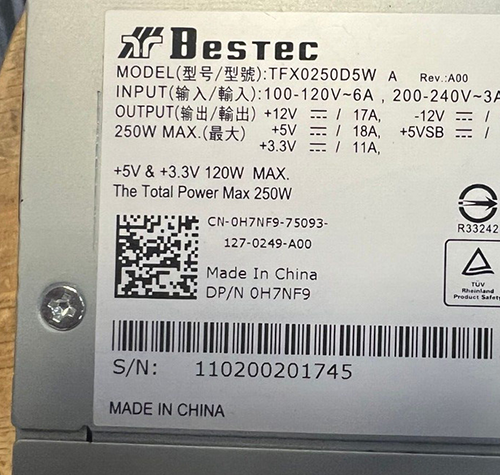 BESTEC
MODEL(型号/型號):TFX0250D5W A Rev.:A00
INPUT(输入/輸入):100-120V~6A , 200-240V~3A
OUTPUT(输出/輸出) +12V ⎓ / 17A, -12V ⎓ /
250W MAX.(最大) +5V ⎓ / 18A, +5VSB ⎓ /
+3.3V ⎓ / 11A,
+5V & +3.3V 120W MAX.
The Total Power Max 250W
CN-0H7NF9-75093-
127-0249-A00
R33242
Made In China
DP/N 0H7NF9
TÜV
Rheinland
Product Safety
S/N: 110200201745
MADE IN CHINA